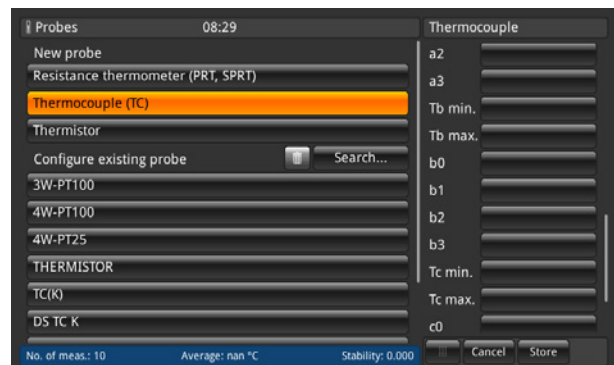 Probes 08:29
New probe
Resistance thermometer (PRT, SPRT)
Thermocouple (TC)
Thermistor
Configure existing probe Search...
3W-PT100
4W-PT100
4W-PT25
THERMISTOR
TC(K)
DS TC K
No. of meas.: 10 Average: nan °C Stability: 0.000
Thermocouple
a2
a3
Tb min.
Tb max.
b0
b1
b2
b3
Tc min.
Tc max.
c0
Cancel Store